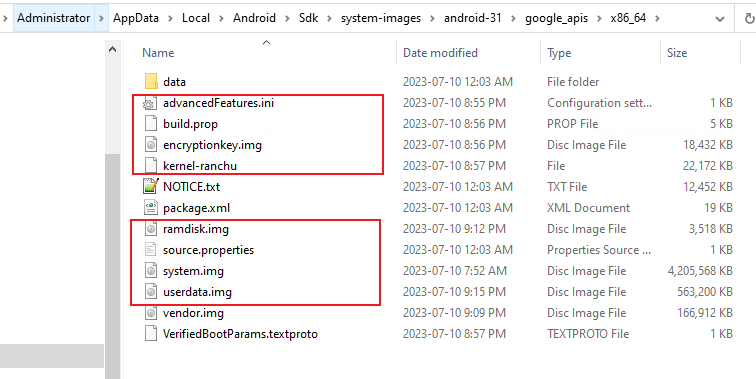 Administrator > AppData > Local > Android > Sdk > system-images > android-31 > google_apis > x86_64 >
Name Date modified Type Size
data 2023-07-10 12:03 AM File folder
advancedFeatures.ini 2023-07-10 8:55 PM Configuration sett... 1 KB
build.prop 2023-07-10 8:56 PM PROP File 5 KB
encryptionkey.img 2023-07-10 8:56 PM Disc Image File 18,432 KB
kernel-ranchu 2023-07-10 8:57 PM File 22,172 KB
NOTICE.txt 2023-07-10 12:03 AM TXT File 12,452 KB
package.xml 2023-07-10 12:03 AM XML Document 19 KB
ramdisk.img 2023-07-10 9:12 PM Disc Image File 3,518 KB
source.properties 2023-07-10 12:03 AM Properties Source ... 1 KB
system.img 2023-07-10 7:52 AM Disc Image File 4,205,568 KB
userdata.img 2023-07-10 9:15 PM Disc Image File 563,200 KB
vendor.img 2023-07-10 9:09 PM Disc Image File 166,912 KB
VerifiedBootParams.textproto 2023-07-10 8:57 PM TEXTPROTO File 1 KB